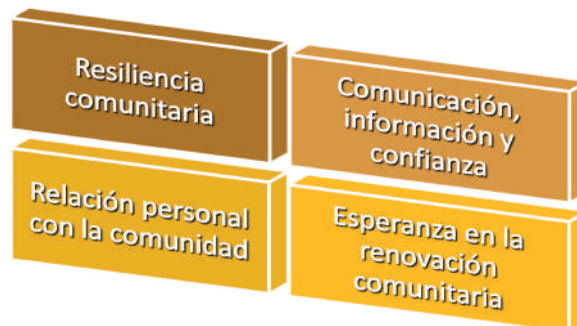 Resiliencia
comunitaria
Comunicación,
información y
confianza
Relación personal
con la comunidad
Esperanza en la
renovación
comunitaria